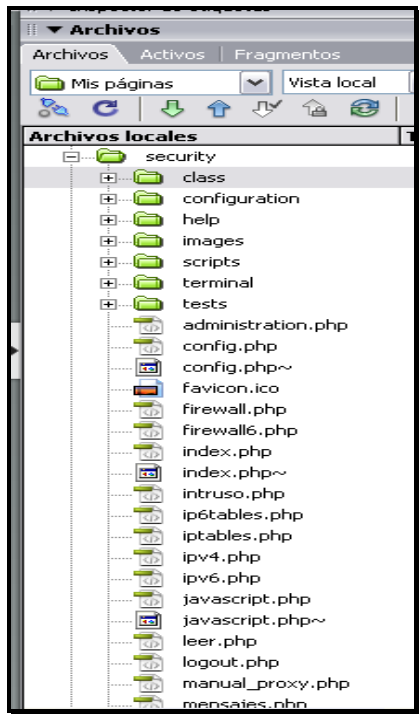 Archivos
Archivos Activos | Fragmentos
Mis páginas Vista local
Archivos locales
security
class
configuration
help
images
scripts
terminal
tests
administration.php
config.php
config.php~
favicon.ico
firewall.php
firewall6.php
index.php
index.php~
intruso.php
ip6tables.php
iptables.php
ipv4.php
ipv6.php
javascript.php
javascript.php~
leer.php
logout.php
manual_proxy.php
mensajes.php